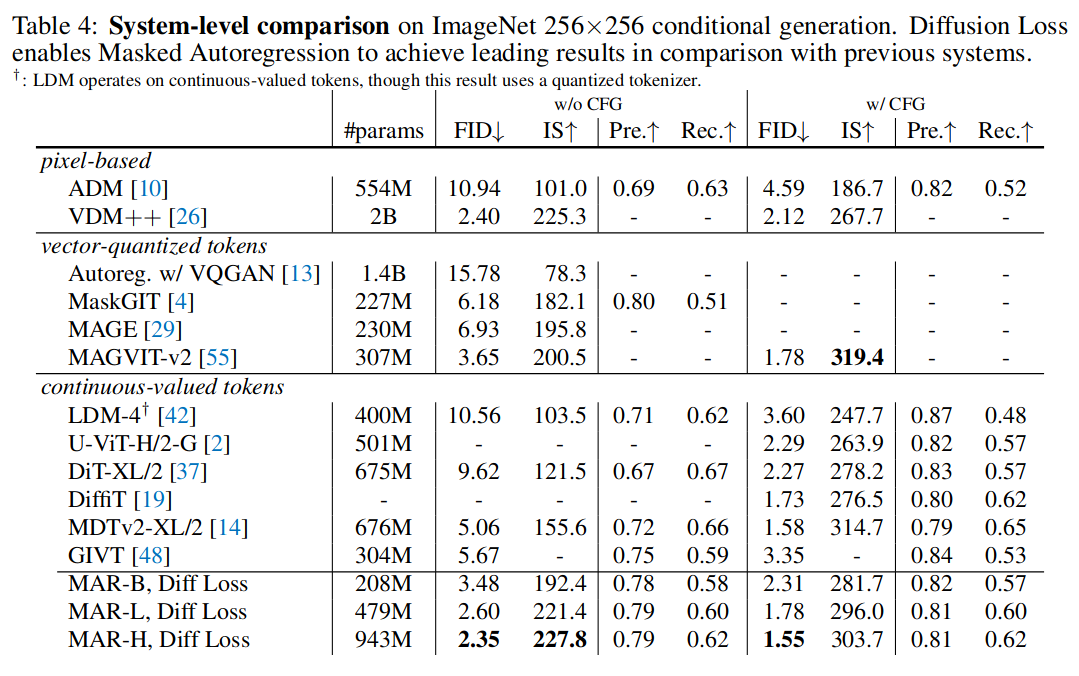 Table 4: System-level comparison on ImageNet 256×256 conditional generation. Diffusion Loss
enables Masked Autoregression to achieve leading results in comparison with previous systems.
†: LDM operates on continuous-valued tokens, though this result uses a quantized tokenizer.
w/o CFG w/ CFG
#params FID↓ IS↑ Pre.↑ Rec.↑ FID↓ IS↑ Pre.↑ Rec.↑
pixel-based
ADM [10] 554M 10.94 101.0 0.69 0.63 4.59 186.7 0.82 0.52
VDM++ [26] 2B 2.40 225.3 - - 2.12 267.7 - -
vector-quantized tokens
Autoreg. w/ VQGAN [13] 1.4B 15.78 78.3 - - - - - -
MaskGIT [4] 227M 6.18 182.1 0.80 0.51 - - - -
MAGE [29] 230M 6.93 195.8 - - - - - -
MAGVIT-v2 [55] 307M 3.65 200.5 - - 1.78 319.4 - -
continuous-valued tokens
LDM-4† [42] 400M 10.56 103.5 0.71 0.62 3.60 247.7 0.87 0.48
U-ViT-H/2-G [2] 501M - - - - 2.29 263.9 0.82 0.57
DiT-XL/2 [37] 675M 9.62 121.5 0.67 0.67 2.27 278.2 0.83 0.57
DiffiT [19] - - - - - 1.73 276.5 0.80 0.62
MDTv2-XL/2 [14] 676M 5.06 155.6 0.72 0.66 1.58 314.7 0.79 0.65
GIVT [48] 304M 5.67 - 0.75 0.59 3.35 - 0.84 0.53
MAR-B, Diff Loss 208M 3.48 192.4 0.78 0.58 2.31 281.7 0.82 0.57
MAR-L, Diff Loss 479M 2.60 221.4 0.79 0.60 1.78 296.0 0.81 0.60
MAR-H, Diff Loss 943M 2.35 227.8 0.79 0.62 1.55 303.7 0.81 0.62